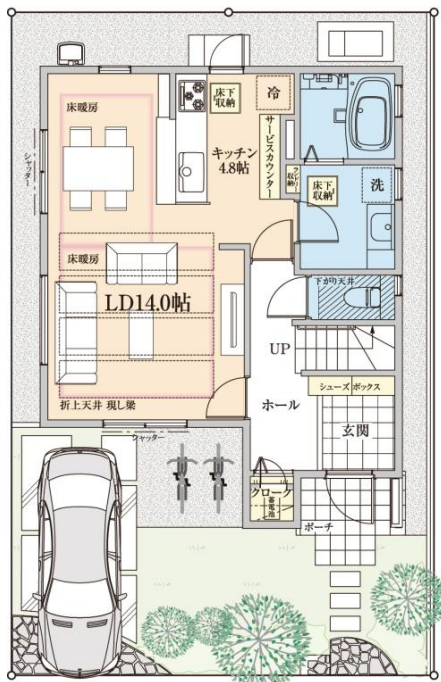 床暖房
床下
収納
冷
サービスカウンター
キッチン
4.8帖
シャッター
床下
収納
洗
床暖房
LD14.0帖
下がり天井
UP
折上天井 現し梁
シューズ ボックス
ホール
玄関
シャッター
クローク
蓄電池
ポーチ